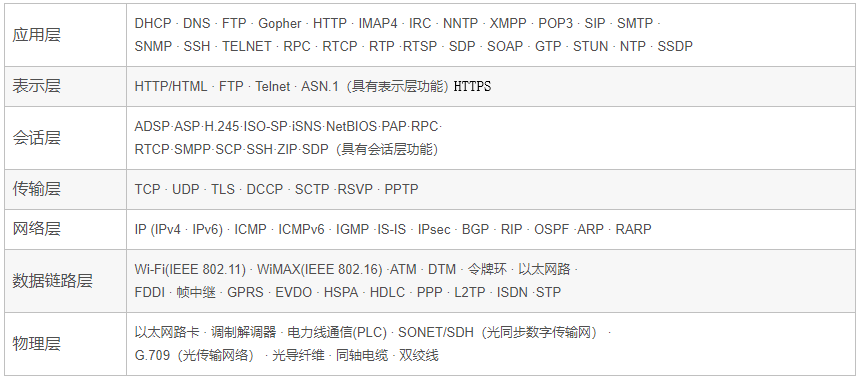 应用层
DHCP · DNS · FTP · Gopher · HTTP · IMAP4 · IRC · NNTP · XMPP · POP3 · SIP · SMTP ·
SNMP · SSH · TELNET · RPC · RTCP · RTP ·RTSP · SDP · SOAP · GTP · STUN · NTP · SSDP
表示层
HTTP/HTML · FTP · Telnet · ASN.1（具有表示层功能）HTTPS
会话层
ADSP·ASP·H.245·ISO-SP·iSNS·NetBIOS·PAP·RPC·
RTCP·SMPP·SCP·SSH·ZIP·SDP（具有会话层功能）
传输层
TCP · UDP · TLS · DCCP · SCTP ·RSVP · PPTP
网络层
IP (IPv4 · IPv6) · ICMP · ICMPv6 · IGMP ·IS-IS · IPsec · BGP · RIP · OSPF ·ARP · RARP
数据链路层
Wi-Fi(IEEE 802.11) · WiMAX(IEEE 802.16) ·ATM · DTM · 令牌环 · 以太网路 ·
FDDI · 帧中继 · GPRS · EVDO · HSPA · HDLC · PPP · L2TP · ISDN ·STP
物理层
以太网路卡 · 调制解调器 · 电力线通信(PLC) · SONET/SDH（光同步数字传输网） ·
G.709（光传输网络） · 光导纤维 · 同轴电缆 · 双绞线